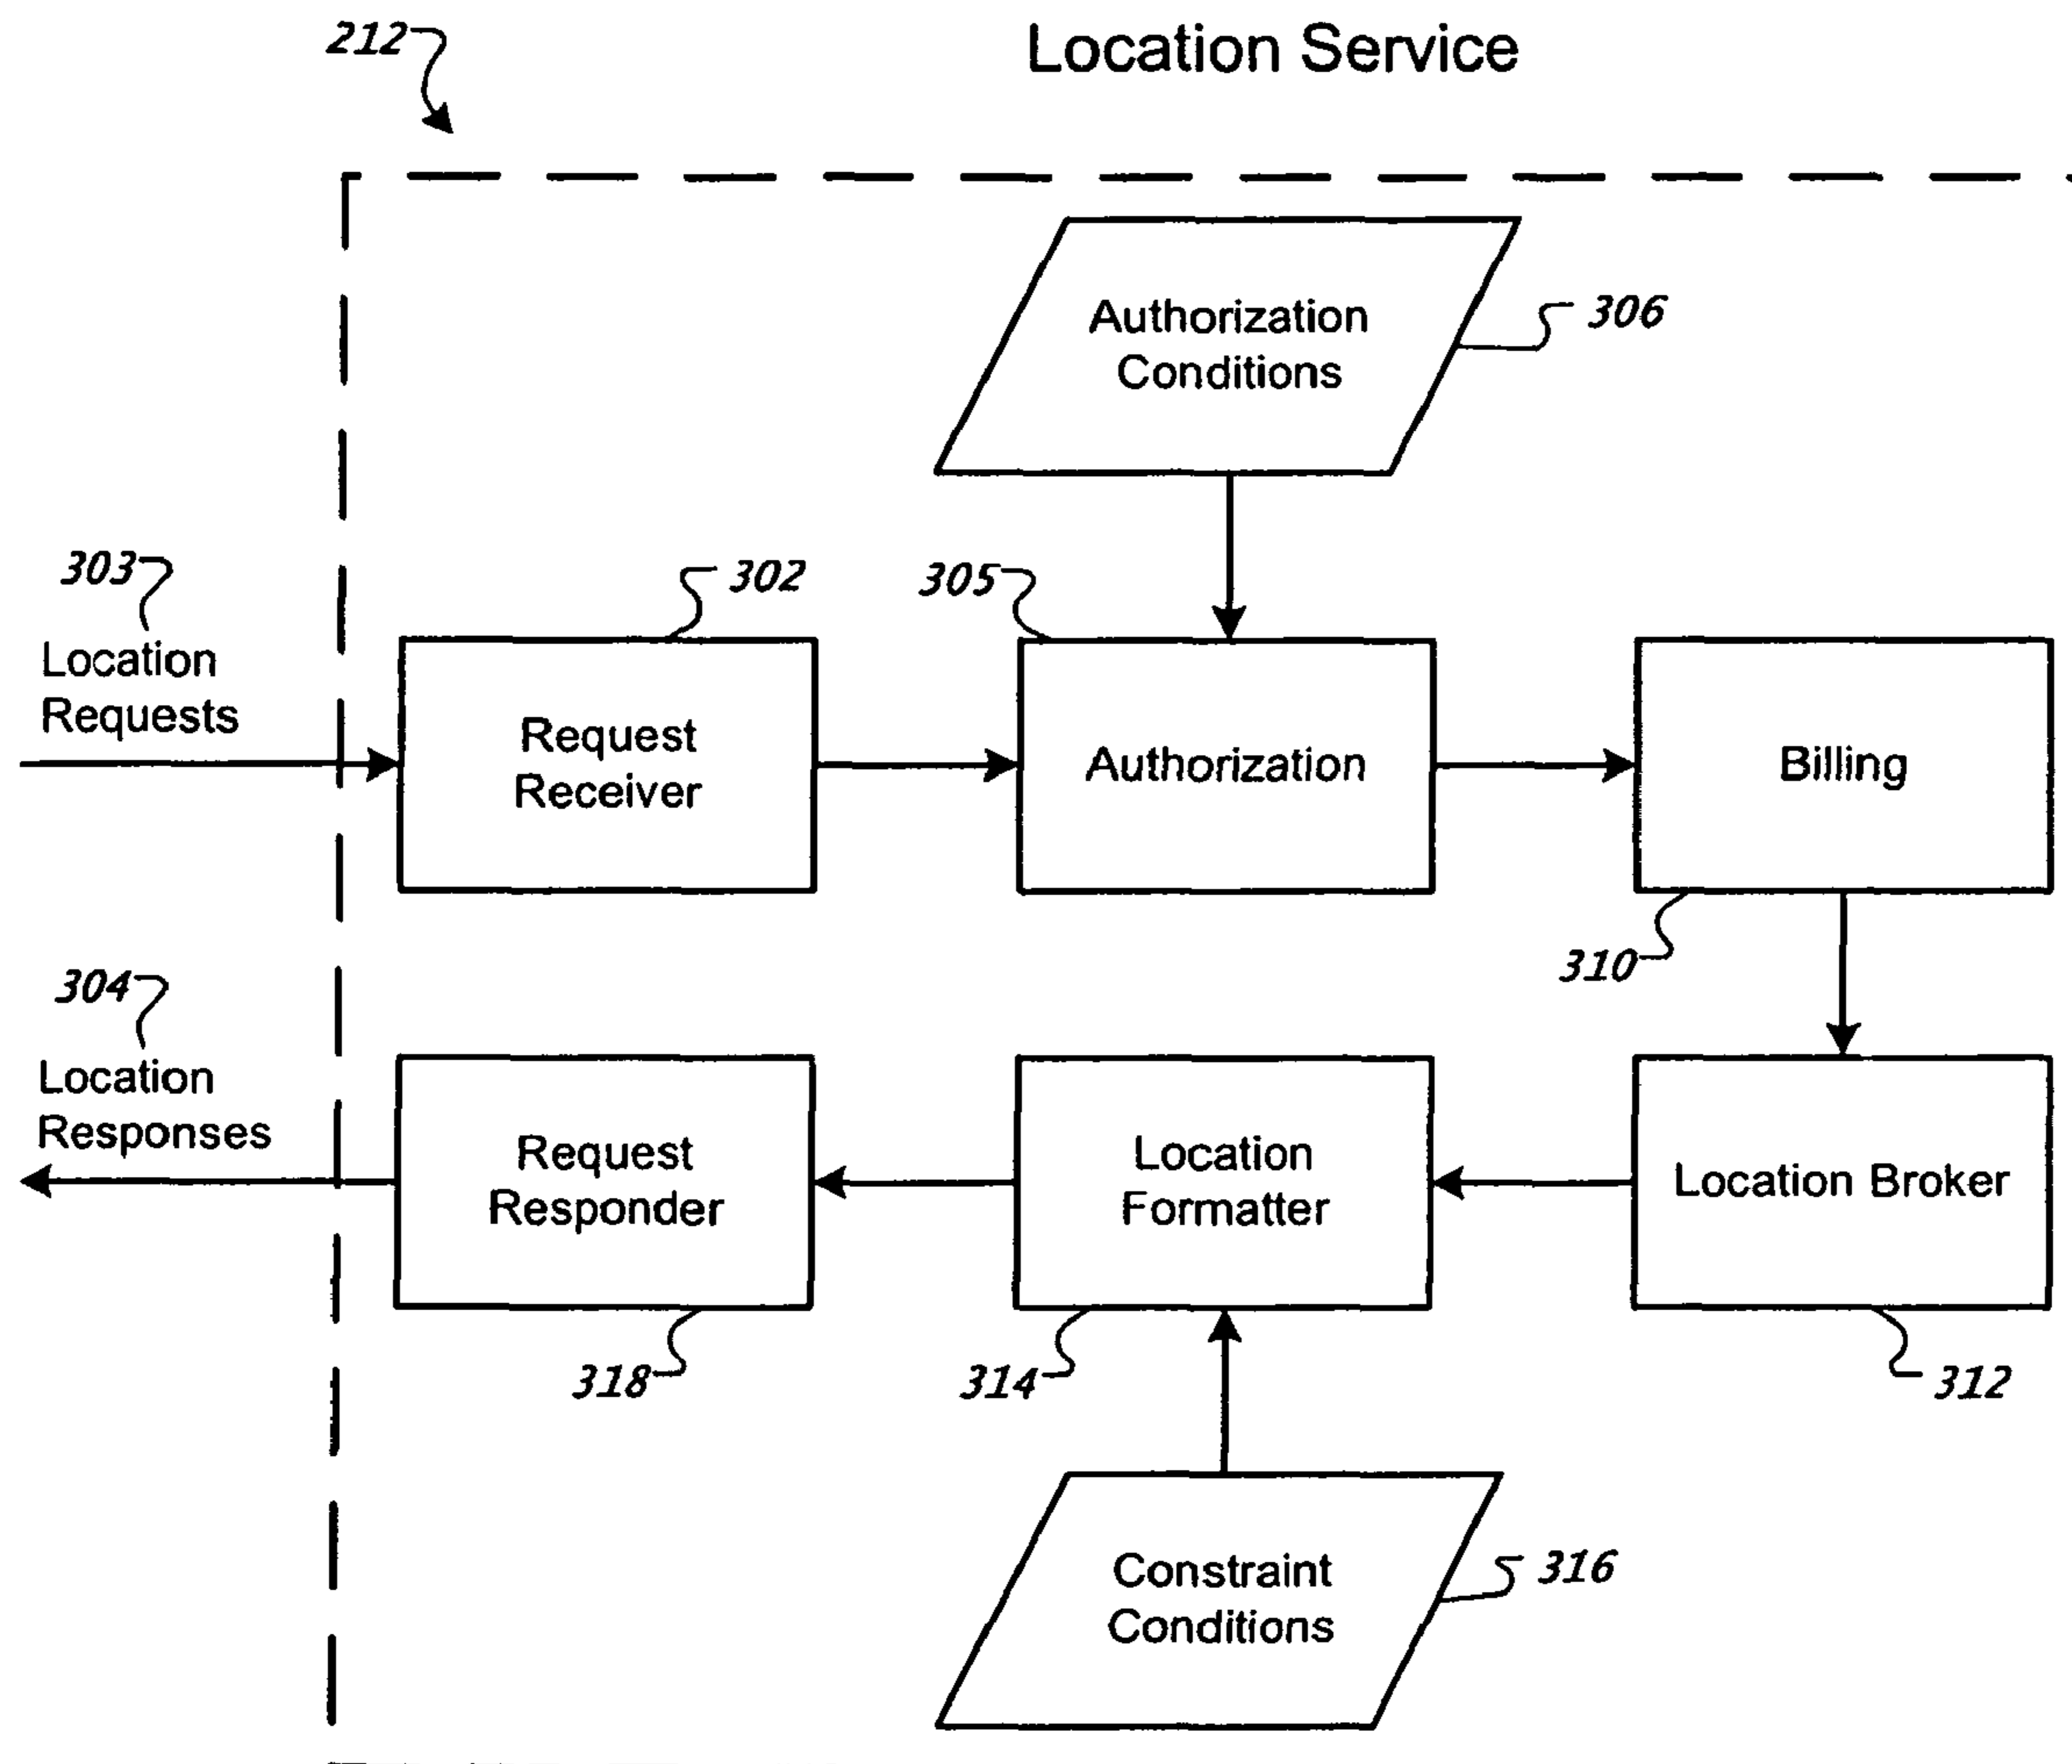 212
Location Service
Authorization
Conditions
306
303
302
305
Location
Requests
Request
Receiver
Authorization
Billing
310
304
Location
Responses
Request
Responder
Location
Formatter
Location Broker
318
314
312
Constraint
Conditions
316